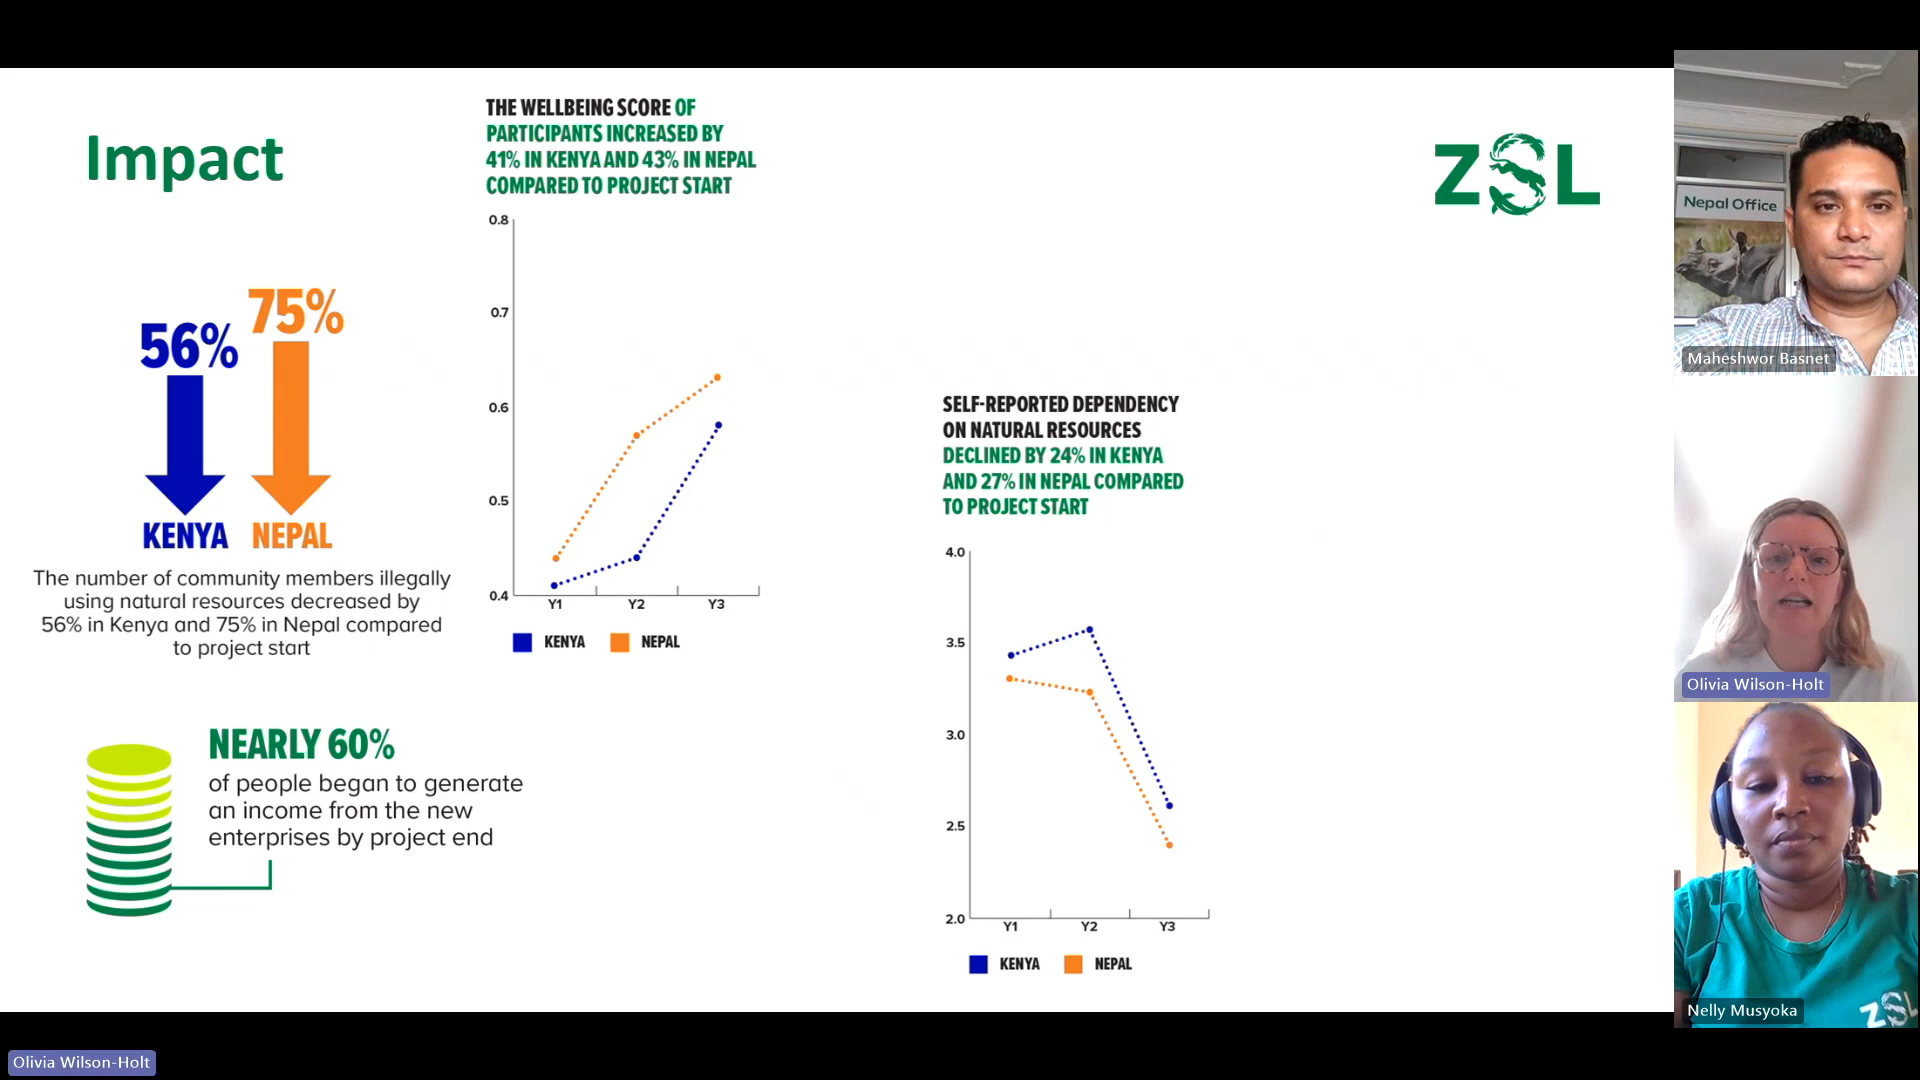 Impact
THE WELLBEING SCORE OF
PARTICIPANTS INCREASED BY
41% IN KENYA AND 43% IN NEPAL
COMPARED TO PROJECT START
0.8
0.7
0.6
0.5
0.4
Y1 Y2 Y3
KENYA NEPAL
56% 75%
KENYA NEPAL
The number of community members illegally
using natural resources decreased by
56% in Kenya and 75% in Nepal compared
to project start
NEARLY 60%
of people began to generate
an income from the new
enterprises by project end
SELF-REPORTED DEPENDENCY
ON NATURAL RESOURCES
DECLINED BY 24% IN KENYA
AND 27% IN NEPAL COMPARED
TO PROJECT START
4.0
3.5
3.0
2.5
2.0
Y1 Y2 Y3
KENYA NEPAL
ZSL
Nepal Office
Maheshwor Basnet
Olivia Wilson-Holt
ZSL
Nelly Musyoka
Olivia Wilson-Holt